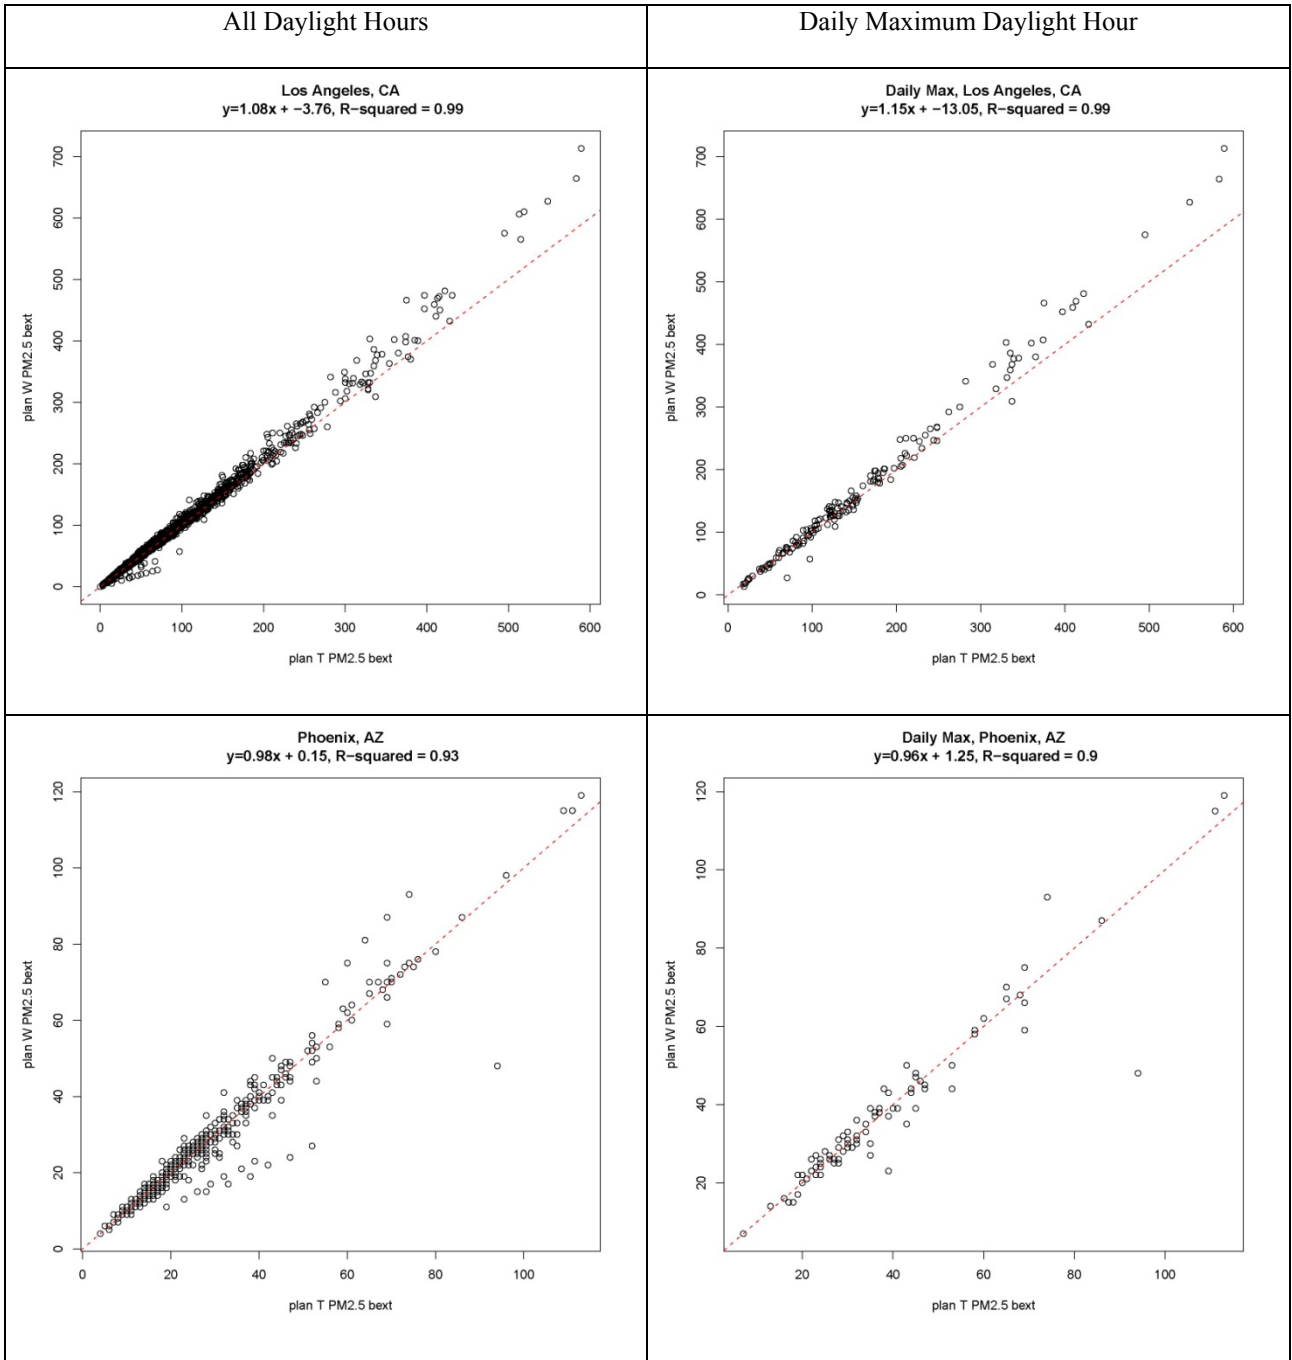 All Daylight Hours
Daily Maximum Daylight Hour
Los Angeles, CA
y=1.08x + −3.76, R−squared = 0.99
plan W PM2.5 bext
700
600
500
400
300
200
100
0
0 100 200 300 400 500 600
plan T PM2.5 bext
Daily Max, Los Angeles, CA
y=1.15x + −13.05, R−squared = 0.99
plan W PM2.5 bext
700
600
500
400
300
200
100
0
0 100 200 300 400 500 600
plan T PM2.5 bext
Phoenix, AZ
y=0.98x + 0.15, R−squared = 0.93
plan W PM2.5 bext
120
100
80
60
40
20
0
0 20 40 60 80 100
plan T PM2.5 bext
Daily Max, Phoenix, AZ
y=0.96x + 1.25, R−squared = 0.9
plan W PM2.5 bext
120
100
80
60
40
20
20 40 60 80 100
plan T PM2.5 bext